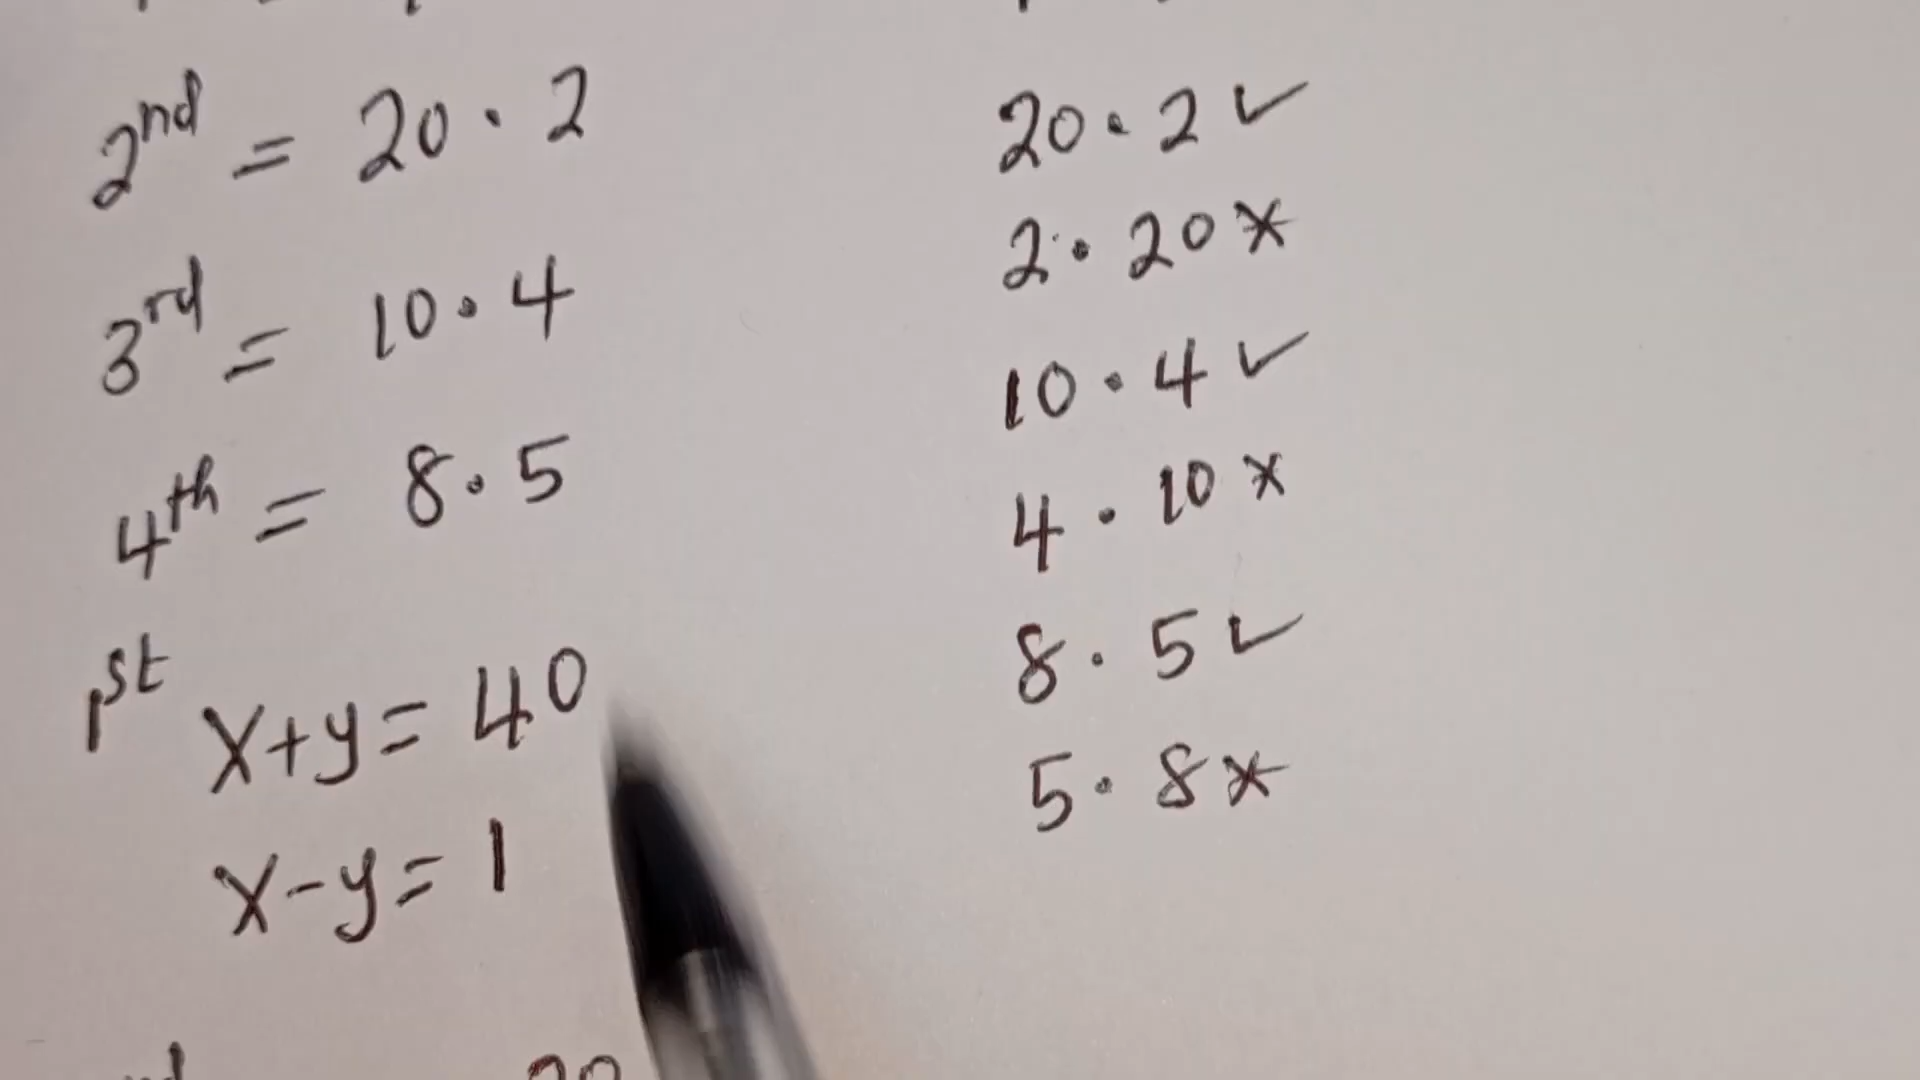 2nd = 20 · 2
3rd = 10 · 4
4th = 8 · 5
1st x+y= 40
x-y= 1
20 · 2 ✓
2 · 20 ×
10 · 4 ✓
4 · 10 ×
8 · 5 ✓
5 · 8 ×